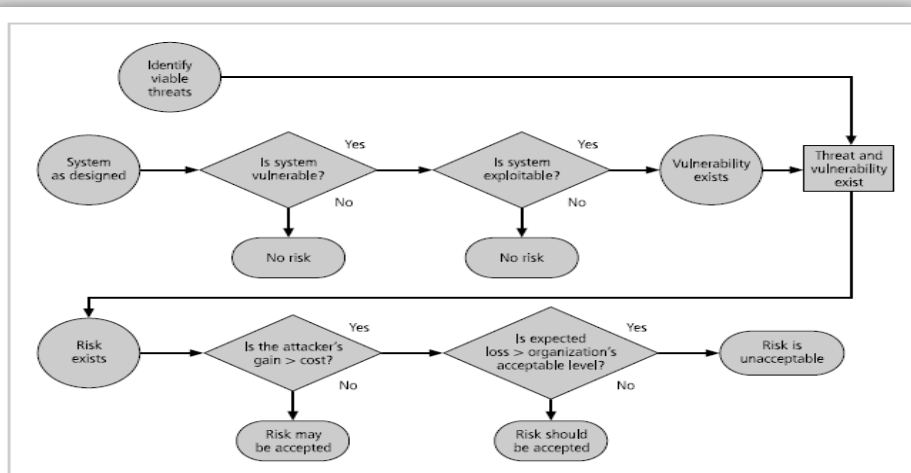 Identify
viable
threats
System
as designed
Is system
vulnerable?
Yes
No
No risk
Is system
exploitable?
Yes
No
No risk
Vulnerability
exists
Threat and
vulnerability
exist
Risk
exists
Is the attacker's
gain > cost?
Yes
No
Risk may
be accepted
Is expected
loss > organization's
acceptable level?
Yes
No
Risk should
be accepted
Risk is
unacceptable